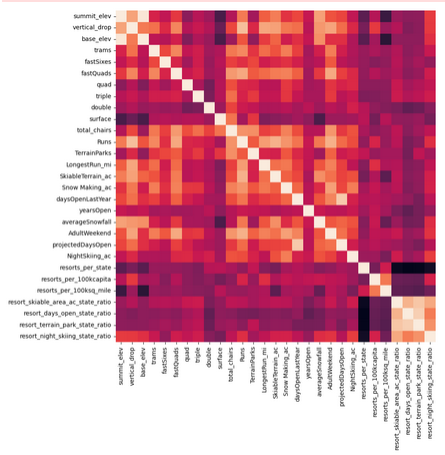 summit_elev
vertical_drop
base_elev
trams
fastSixes
fastQuads
quad
triple
double
surface
total_chairs
Runs
TerrainParks
LongestRun_mi
SkiableTerrain_ac
Snow Making_ac
daysOpenLastYear
yearsOpen
averageSnowfall
AdultWeekend
projectedDaysOpen
NightSkiing_ac
resorts_per_state
resorts_per_100kcapita
resorts_per_100ksq_mile
resort_skiable_area_ac_state_ratio
resort_days_open_state_ratio
resort_terrain_park_state_ratio
resort_night_skiing_state_ratio
summit_elev
vertical_drop
base_elev
trams
fastSixes
fastQuads
quad
triple
double
surface
total_chairs
Runs
TerrainParks
LongestRun_mi
SkiableTerrain_ac
Snow Making_ac
daysOpenLastYear
yearsOpen
averageSnowfall
AdultWeekend
projectedDaysOpen
NightSkiing_ac
resorts_per_state
resorts_per_100kcapita
resorts_per_100ksq_mile
resort_skiable_area_ac_state_ratio
resort_days_open_state_ratio
resort_terrain_park_state_ratio
resort_night_skiing_state_ratio